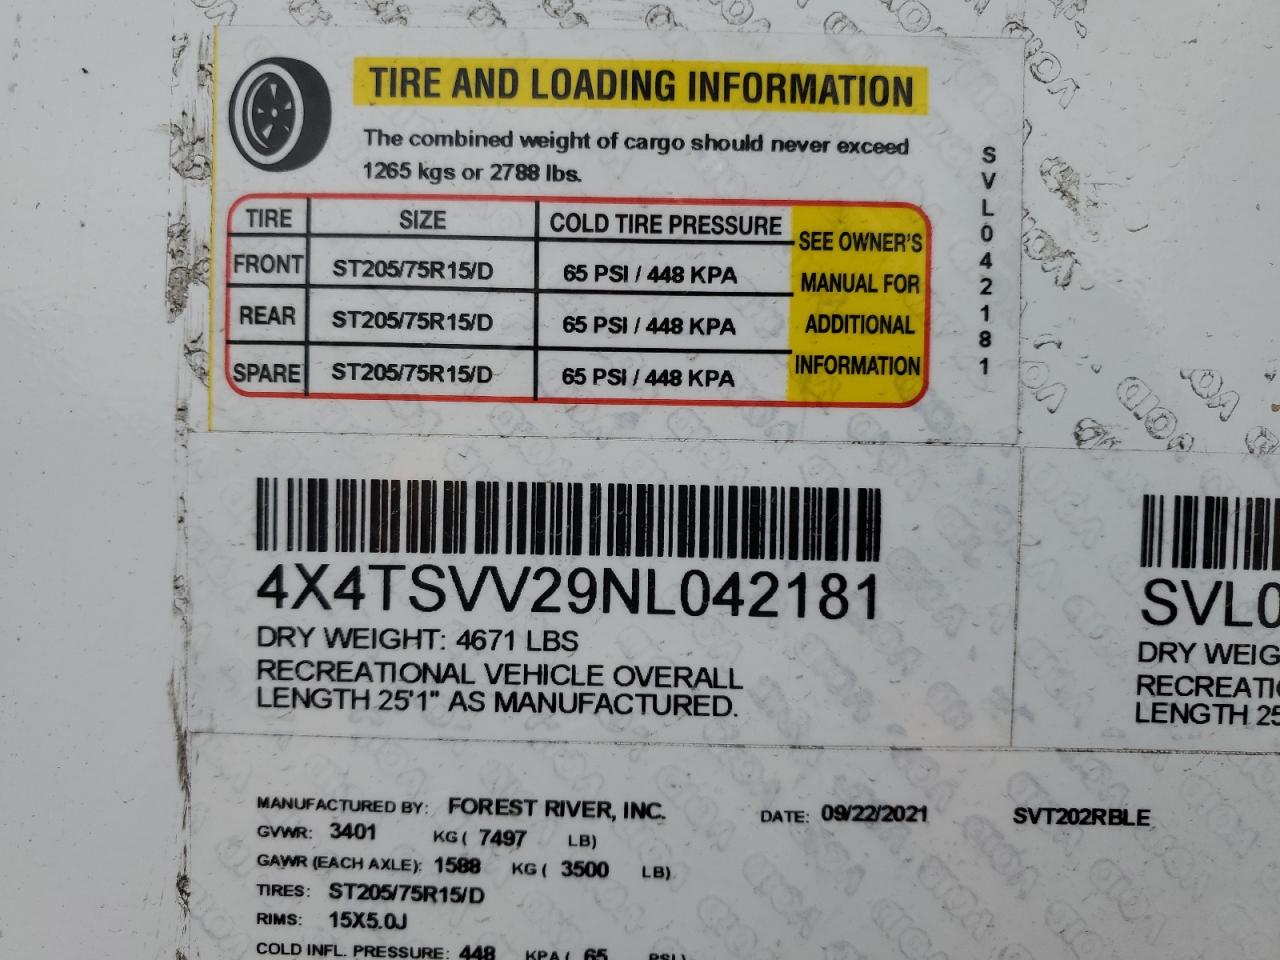 TIRE AND LOADING INFORMATION
The combined weight of cargo should never exceed
1265 kgs or 2788 lbs.
TIRE SIZE COLD TIRE PRESSURE
FRONT ST205/75R15/D 65 PSI / 448 KPA
REAR ST205/75R15/D 65 PSI / 448 KPA
SPARE ST205/75R15/D 65 PSI / 448 KPA
SEE OWNER'S
MANUAL FOR
ADDITIONAL
INFORMATION
SVL042181
4X4TSVV29NL042181
DRY WEIGHT: 4671 LBS
RECREATIONAL VEHICLE OVERALL
LENGTH 25'1" AS MANUFACTURED.
SVL0
DRY WEIG
RECREATI
LENGTH 25
MANUFACTURED BY: FOREST RIVER, INC. DATE: 09/22/2021 SVT202RBLE
GVWR: 3401 KG ( 7497 LB)
GAWR (EACH AXLE): 1588 KG ( 3500 LB)
TIRES: ST205/75R15/D
RIMS: 15X5.0J
COLD INFL. PRESSURE: 448 KPA ( 65 PSI)
VOID